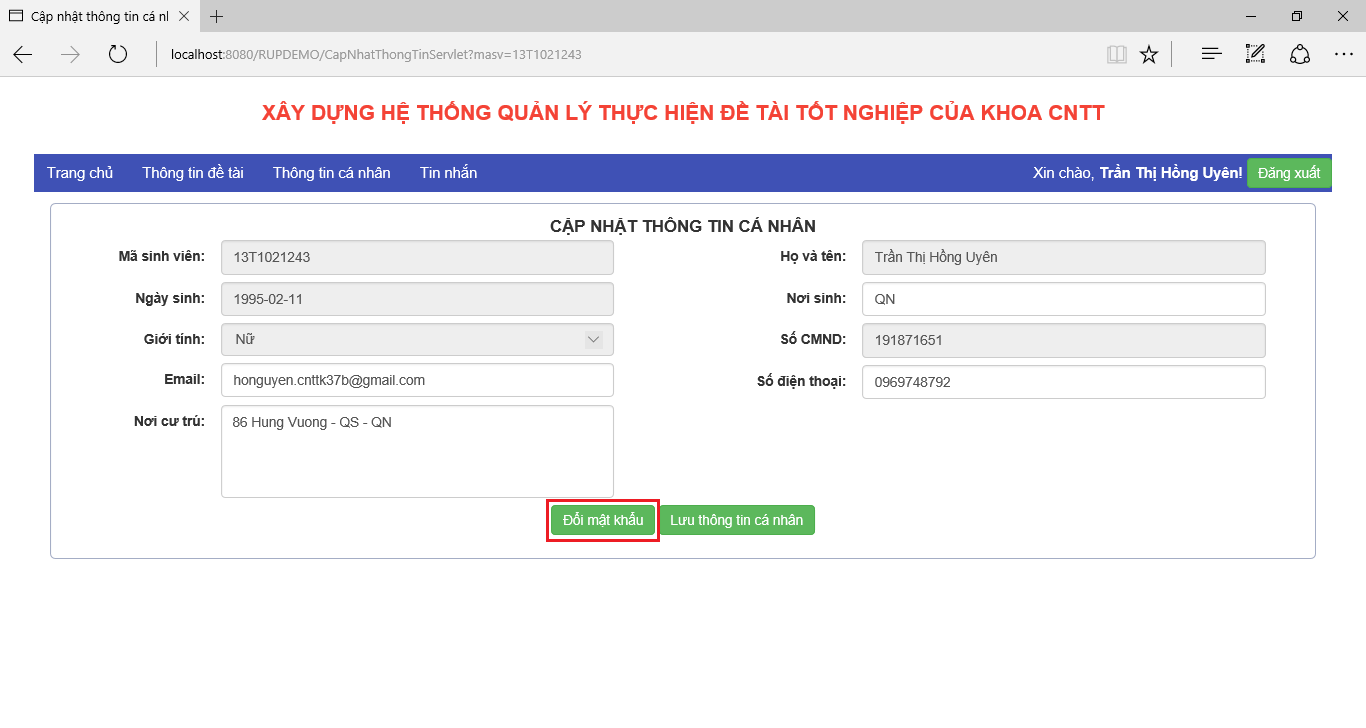 Cập nhật thông tin cá nl
localhost:8080/RUPDEMO/CapNhatThongTinServlet?masv=13T1021243
XÂY DỰNG HỆ THỐNG QUẢN LÝ THỰC HIỆN ĐỀ TÀI TỐT NGHIỆP CỦA KHOA CNTT
Trang chủ Thông tin đề tài Thông tin cá nhân Tin nhắn Xin chào, Trần Thị Hồng Uyên! Đăng xuất
CẬP NHẬT THÔNG TIN CÁ NHÂN
Mã sinh viên: 13T1021243 Họ và tên: Trần Thị Hồng Uyên
Ngày sinh: 1995-02-11 Nơi sinh: QN
Giới tính: Nữ Số CMND: 191871651
Email: honguyen.cnttk37b@gmail.com Số điện thoại: 0969748792
Nơi cư trú: 86 Hung Vuong - QS - QN
Đổi mật khẩu Lưu thông tin cá nhân